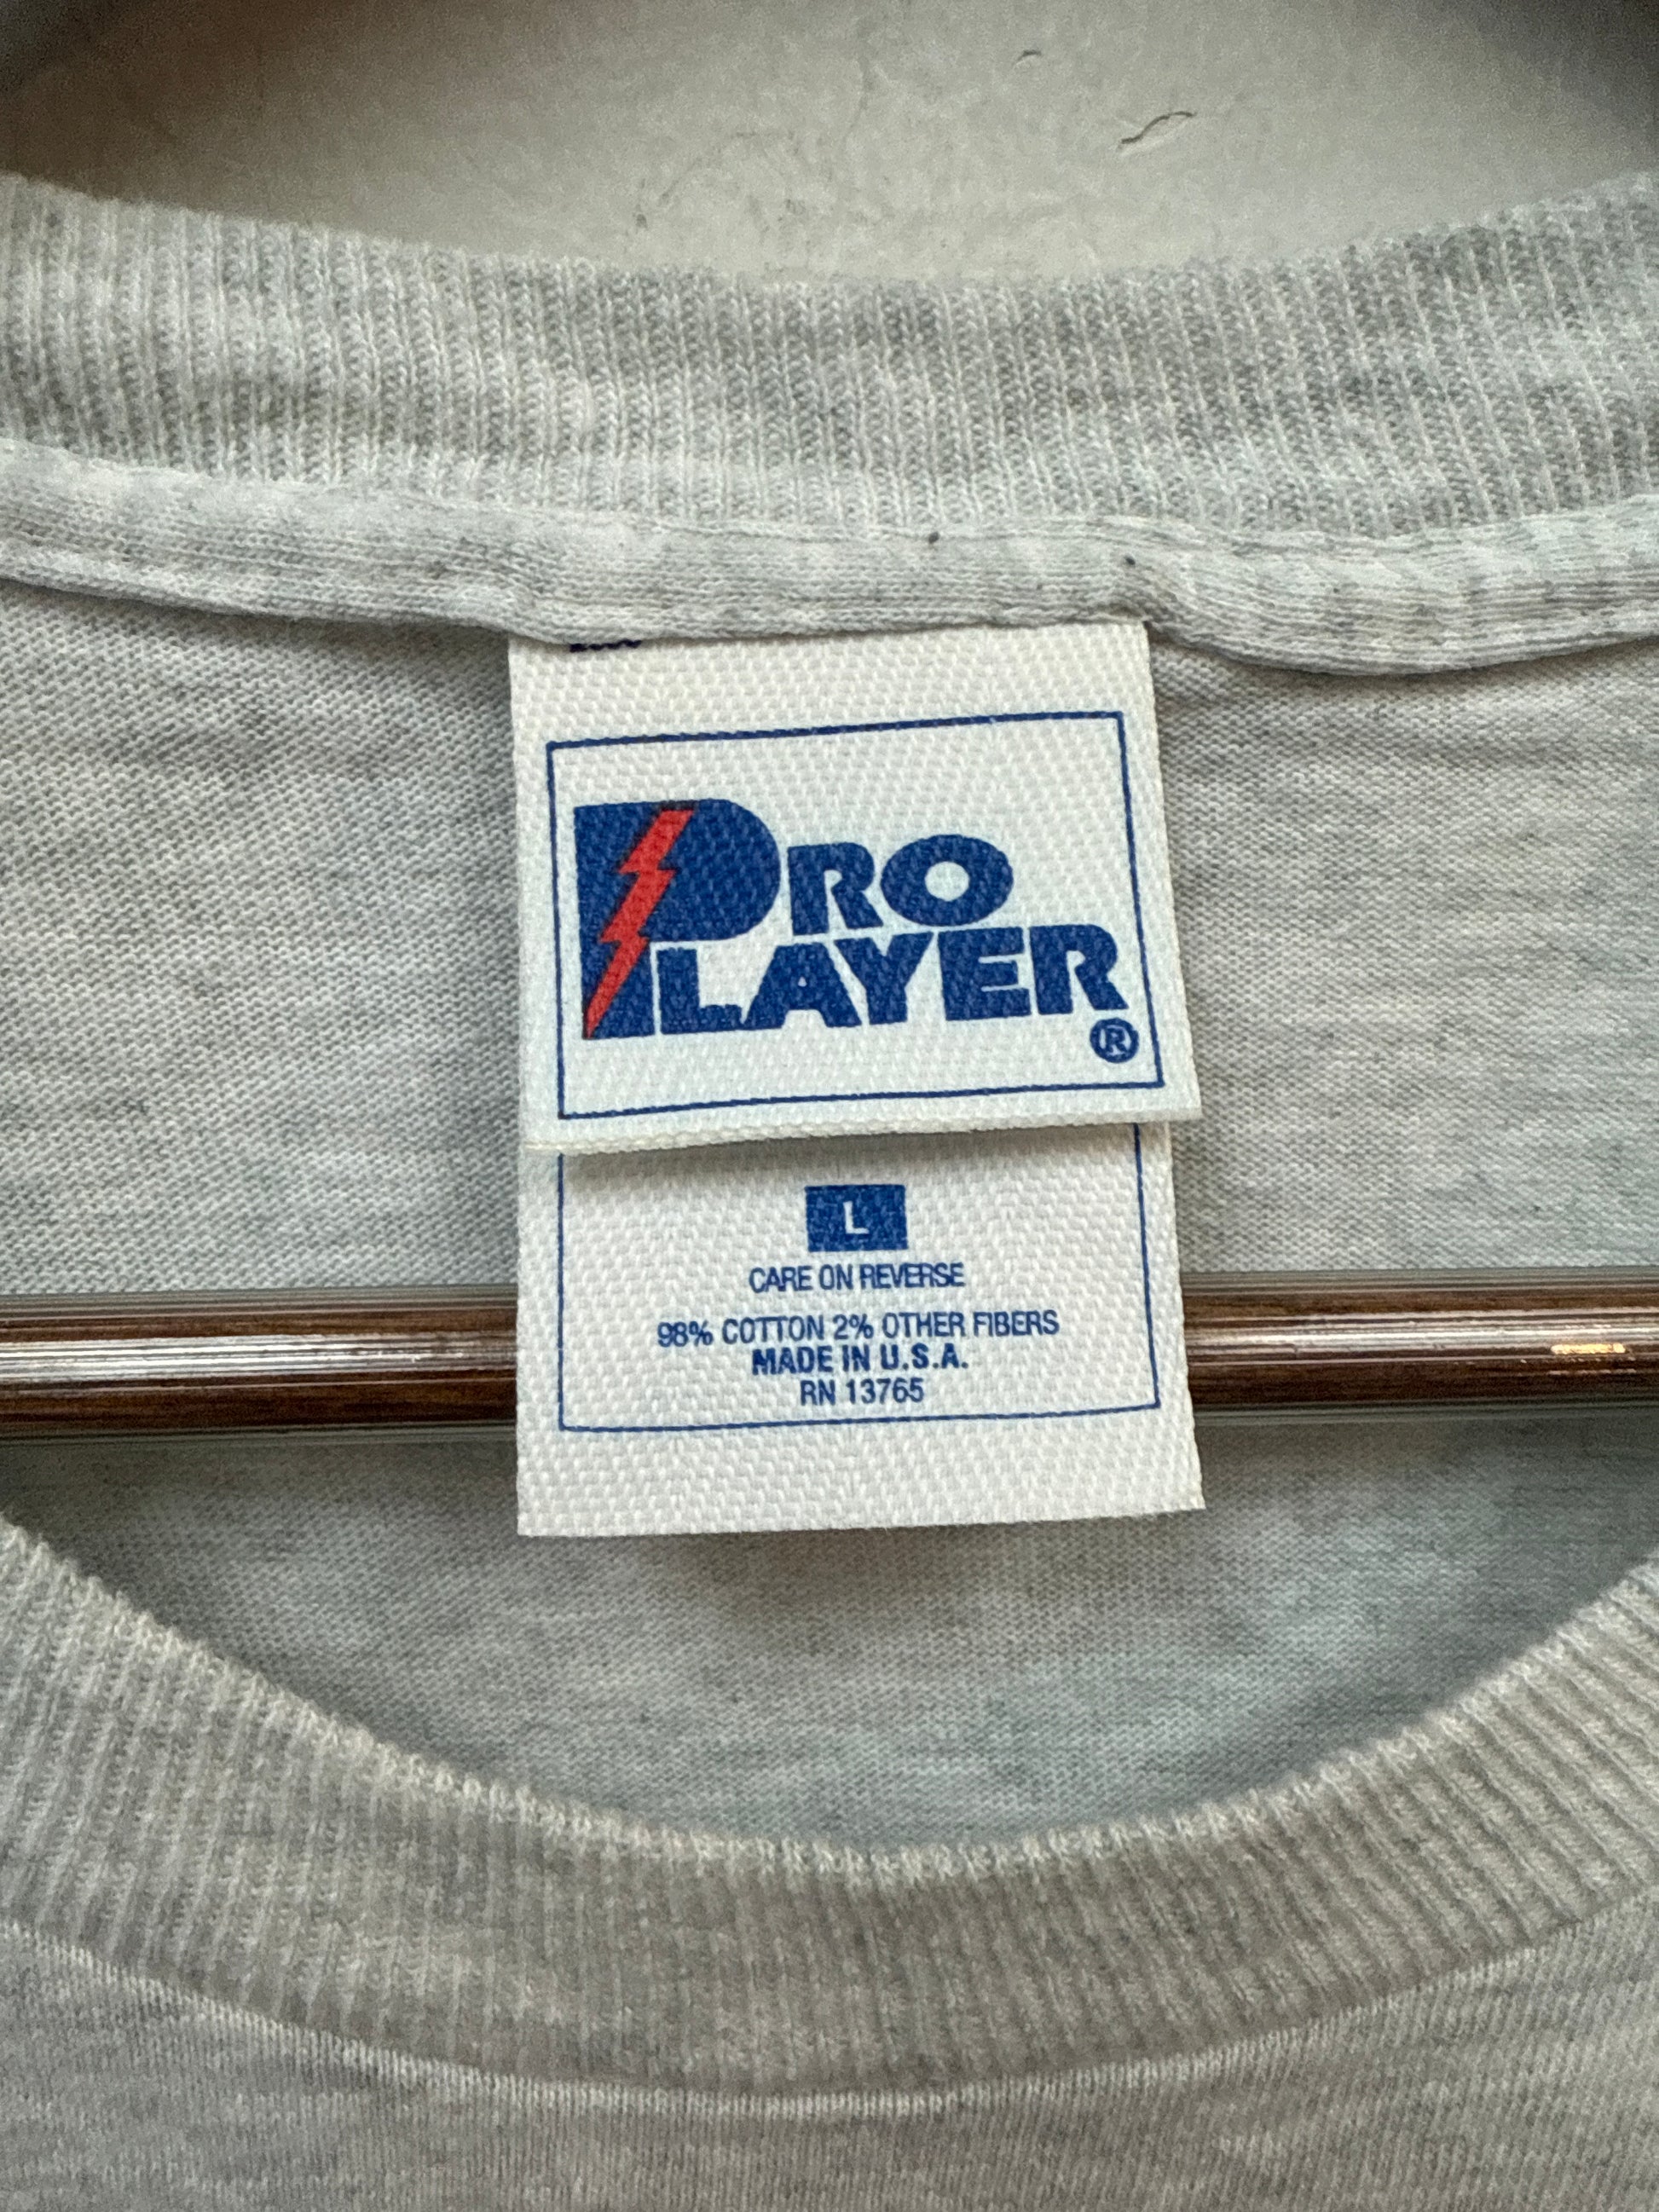 PRO
PLAYER
®
L
CARE ON REVERSE
98% COTTON 2% OTHER FIBERS
MADE IN U.S.A.
RN 13765